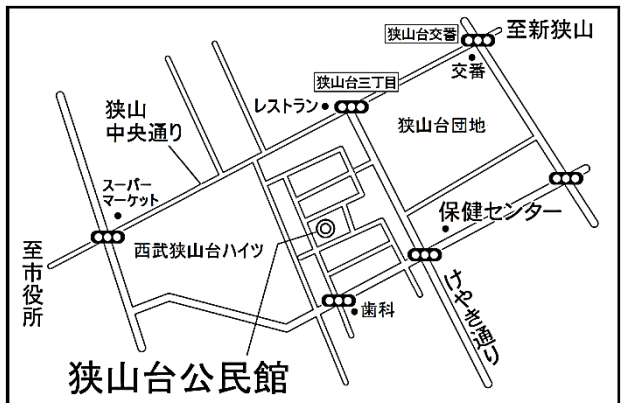 狭山台交番
至新狭山
交番
狭山台三丁目
レストラン
狭山台団地
狭山
中央通り
スーパー
マーケット
保健センター
西武狭山台ハイツ
至市役所
けやき通り
歯科
狭山台公民館